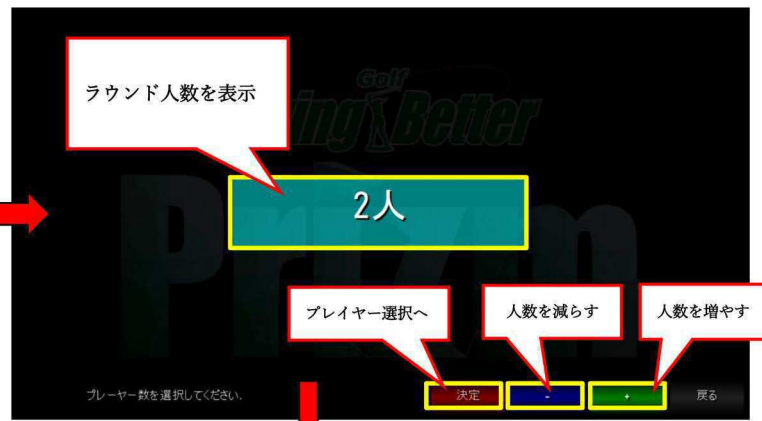 ラウンド人数を表示
Golf
ing Better
2人
Prizm
プレイヤー選択へ
人数を減らす
人数を増やす
プレーヤー数を選択してください.
決定
-
+
戻る